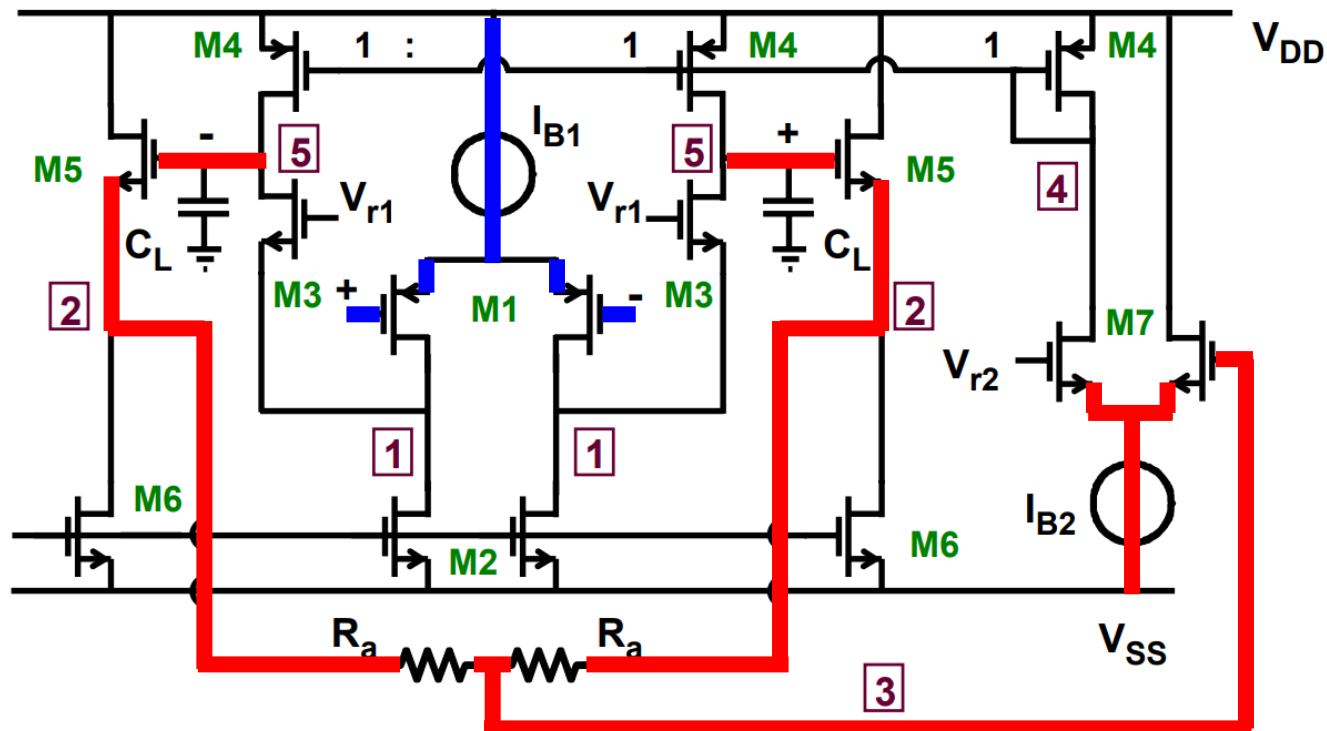 M4 1 : 1 M4 1 M4 VDD
IB1
- 5 5 + 
M5 M5
Vr1 Vr1 4
CL CL
M3 + M1 - M3
2 2 M7
Vr2
1 1
M6 IB2
M2 M6
Ra Ra VSS
3